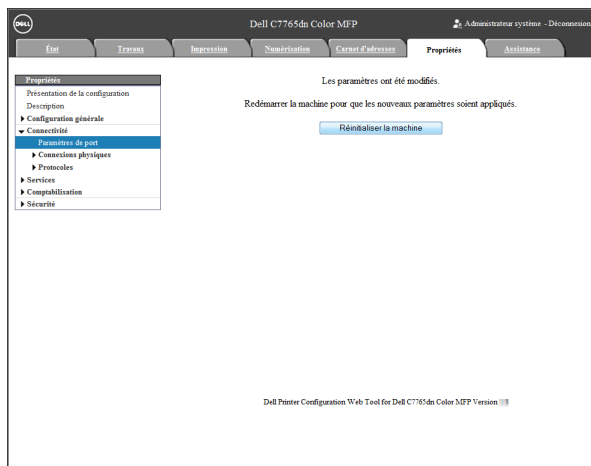 DELL
Dell C7765dn Color MFP
Administrateur système - Déconnexion
État
Travaux
Impression
Numérisation
Carnet d'adresses
Propriétés
Assistance
Propriétés
Présentation de la configuration
Description
Configuration générale
Connectivité
Paramètres de port
Connexions physiques
Protocoles
Services
Comptabilisation
Sécurité
Les paramètres ont été modifiés.
Redémarrer la machine pour que les nouveaux paramètres soient appliqués.
Réinitialiser la machine
Dell Printer Configuration Web Tool for Dell C7765dn Color MFP Version